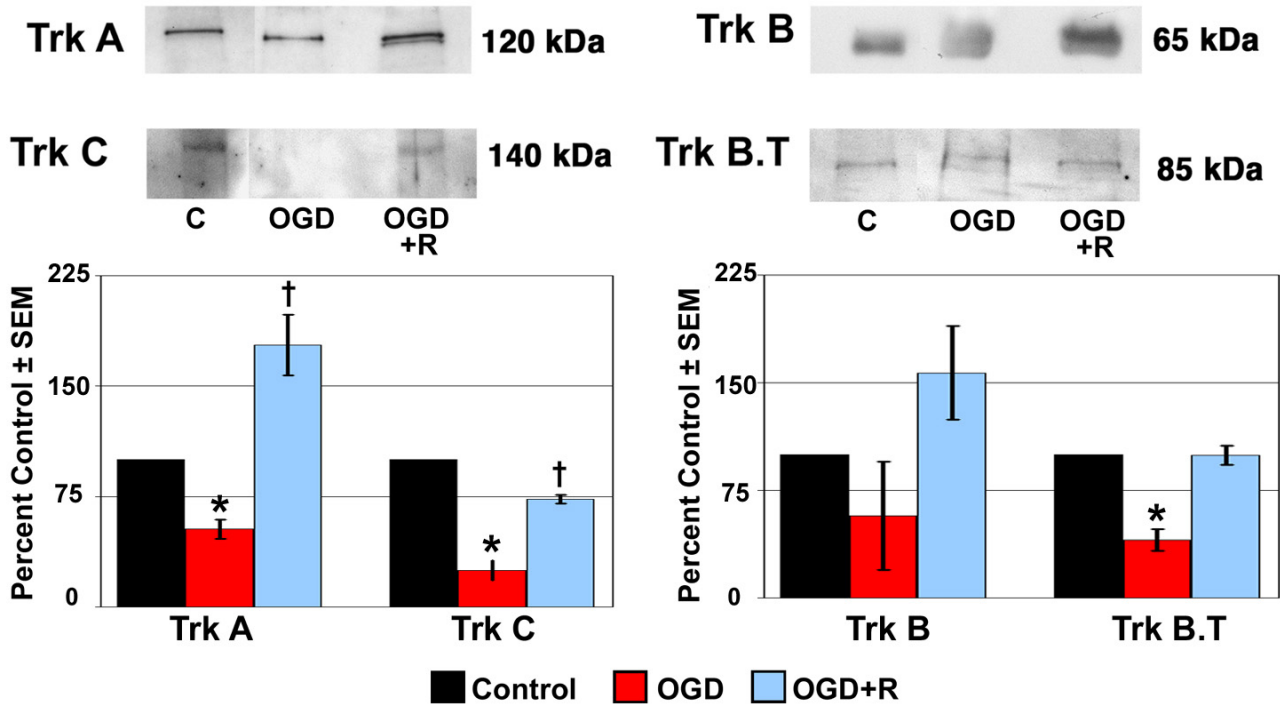 Trk A
120 kDa
Trk C
140 kDa
C
OGD
OGD
+R
Percent Control ± SEM
225
150
75
0
†
*
†
*
Trk A
Trk C
Trk B
65 kDa
Trk B.T
85 kDa
C
OGD
OGD
+R
Percent Control ± SEM
225
150
75
0
*
Trk B
Trk B.T
Control
OGD
OGD+R